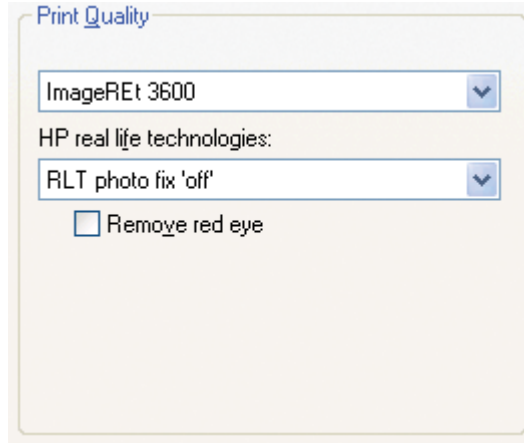 Print Quality
ImageREt 3600
HP real life technologies:
RLT photo fix 'off'
Remove red eye